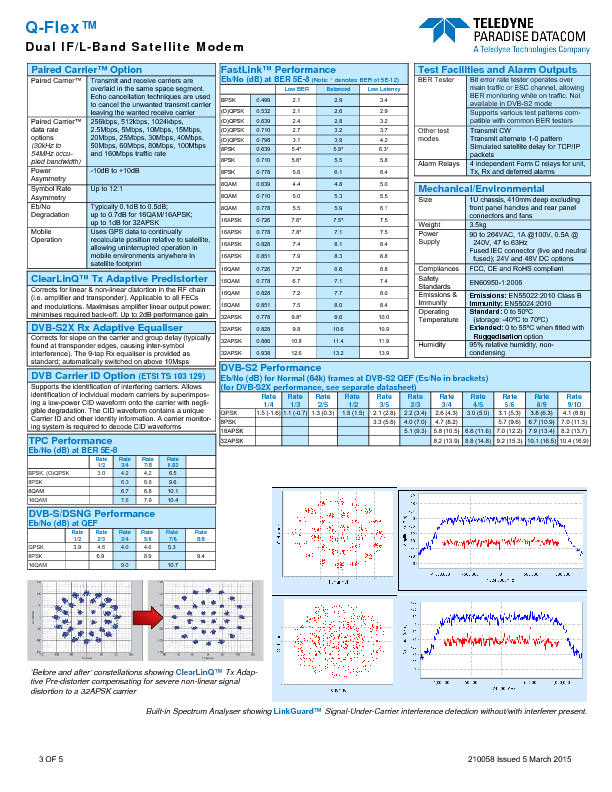 Q-Flex™
Dual IF/L-Band Satellite Modem
TELEDYNE
PARADISE DATACOM
A Teledyne Technologies Company
Paired Carrier™ Option
Paired Carrier™ Transmit and receive carriers are
overlaid in the same space segment.
Echo cancellation techniques are used
to cancel the unwanted transmit carrier
leaving the wanted receive carrier
Paired Carrier™ 256kbps, 512kbps, 1024kbps,
data rate 2.5Mbps, 5Mbps, 10Mbps, 15Mbps,
options 20Mbps, 25Mbps, 30Mbps, 40Mbps,
(30kHz to 50Mbps, 60Mbps, 80Mbps, 100Mbps
54MHz occu- and 160Mbps traffic rate
pied bandwidth)
Power -10dB to +10dB
Asymmetry
Symbol Rate Up to 12:1
Asymmetry
Eb/No Typically 0.1dB to 0.5dB;
Degradation up to 0.7dB for 16QAM/16APSK;
up to 1dB for 32APSK
Mobile Uses GPS data to continually
Operation recalculate position relative to satellite,
allowing uninterrupted operation in
mobile environments anywhere in
satellite footprint
ClearLinQ™ Tx Adaptive Predistorter
Corrects for linear & non-linear distortion in the RF chain
(i.e. amplifier and transponder). Applicable to all FECs
and modulations. Maximises amplifier linear output power;
minimises required back-off. Up to 2dB performance gain
DVB-S2X Rx Adaptive Equaliser
Corrects for slope on the carrier and group delay (typically
found at transponder edges, causing inter-symbol
interference). The 9-tap Rx equaliser is provided as
standard; automatically switched on above 10Msps
DVB Carrier ID Option (ETSI TS 103 129)
Supports the identification of interfering carriers. Allows
identification of individual modem carriers by superimpos-
ing a low-power CID waveform onto the carrier with negli-
gible degradation. The CID waveform contains a unique
Carrier ID and other identity information. A carrier monitor-
ing system is required to decode CID waveforms
TPC Performance
Eb/No (dB) at BER 5E-8
Rate 1/2 Rate 3/4 Rate 7/8 Rate 0.93
BPSK, (O)QPSK 3.0 4.2 4.2 6.5
8PSK 6.3 6.8 9.6
8QAM 6.7 6.8 10.1
16QAM 7.6 7.9 10.4
DVB-S/DSNG Performance
Eb/No (dB) at QEF
Rate 1/2 Rate 2/3 Rate 3/4 Rate 5/6 Rate 7/8 Rate 8/9
QPSK 3.9 4.6 4.0 4.6 5.3
8PSK 6.9 8.9 9.4
16QAM 9.0 10.7
FastLink™ Performance
Eb/No (dB) at BER 5E-8 (Note: * denotes BER of 5E-12)
Low BER Balanced Low Latency
BPSK 0.499 2.1 2.9 3.4
(O)QPSK 0.532 2.1 2.6 2.9
(O)QPSK 0.639 2.4 2.8 3.2
(O)QPSK 0.710 2.7 3.2 3.7
(O)QPSK 0.798 3.1 3.9 4.2
8PSK 0.639 5.4* 5.9* 6.3*
8PSK 0.710 5.6* 5.5 5.8
8PSK 0.778 5.6 6.1 6.4
8QAM 0.639 4.4 4.8 5.0
8QAM 0.710 5.0 5.3 5.5
8QAM 0.778 5.5 5.9 6.1
16APSK 0.726 7.6* 7.5* 7.5
16APSK 0.778 7.8* 7.1 7.5
16APSK 0.828 7.4 8.1 8.4
16APSK 0.851 7.9 8.3 8.8
16QAM 0.726 7.2* 6.6 6.8
16QAM 0.778 7.1 7.2 7.4
16QAM 0.828 7.2 7.7 8.0
16QAM 0.851 7.5 8.0 8.4
32APSK 0.778 9.8* 9.6 10.0
32APSK 0.828 9.8 10.6 10.9
32APSK 0.886 10.8 11.4 11.9
32APSK 0.938 12.6 13.2 13.9
Test Facilities and Alarm Outputs
BER Tester Bit error rate tester operates over
main traffic or ESC channel, allowing
BER monitoring while on traffic. Not
available in DVB-S2 mode
Supports various test patterns com-
patible with common BER testers
Other test Transmit CW
modes Transmit alternate 1-0 pattern
Simulated satellite delay for TCP/IP
packets
Alarm Relays 4 independent Form C relays for unit,
Tx, Rx and deferred alarms
Mechanical/Environmental
Size 1U chassis, 410mm deep excluding
front panel handles and rear panel
connectors and fans
Weight 3.5kg
Power 90 to 264VAC, 1A @100V, 0.5A @
Supply 240V, 47 to 63Hz
Fused IEC connector (live and neutral
fused); 24V and 48V DC options
Compliances FCC, CE and RoHS compliant
Safety EN60950-1:2006
Standards
Emissions & Emissions: EN55022:2010 Class B
Immunity Immunity: EN55024:2010
Operating Standard: 0 to 50ºC
Temperature (storage: -40ºC to 70ºC)
Extended: 0 to 55ºC when fitted with
Ruggedisation option
Humidity 95% relative humidity, non-
condensing
DVB-S2 Performance
Eb/No (dB) for Normal (64k) frames at DVB-S2 QEF (Es/No in brackets)
(for DVB-S2X performance, see separate datasheet)
Rate 1/4 Rate 1/3 Rate 2/5 Rate 1/2 Rate 3/5 Rate 2/3 Rate 3/4 Rate 4/5 Rate 5/6 Rate 8/9 Rate 9/10
QPSK 1.5 (-1.6) 1.1 (-0.7) 1.3 (0.3) 1.5 (1.5) 2.1 (2.8) 2.2 (3.4) 2.6 (4.3) 3.0 (5.0) 3.1 (5.3) 3.8 (6.3) 4.1 (6.6)
8PSK 3.3 (5.8) 4.0 (7.0) 4.7 (8.2) 5.7 (9.6) 6.7 (10.9) 7.0 (11.3)
16APSK 5.1 (9.3) 5.8 (10.5) 6.6 (11.6) 7.0 (12.2) 7.9 (13.4) 8.2 (13.7)
32APSK 8.2 (13.9) 8.8 (14.8) 9.2 (15.3) 10.1 (16.5) 10.4 (16.9)
'Before and after' constellations showing ClearLinQ™ Tx Adap-
tive Pre-distorter compensating for severe non-linear signal
distortion to a 32APSK carrier
Built-in Spectrum Analyser showing LinkGuard™ Signal-Under-Carrier interference detection without/with interferer present.
3 OF 5
210058 Issued 5 March 2015